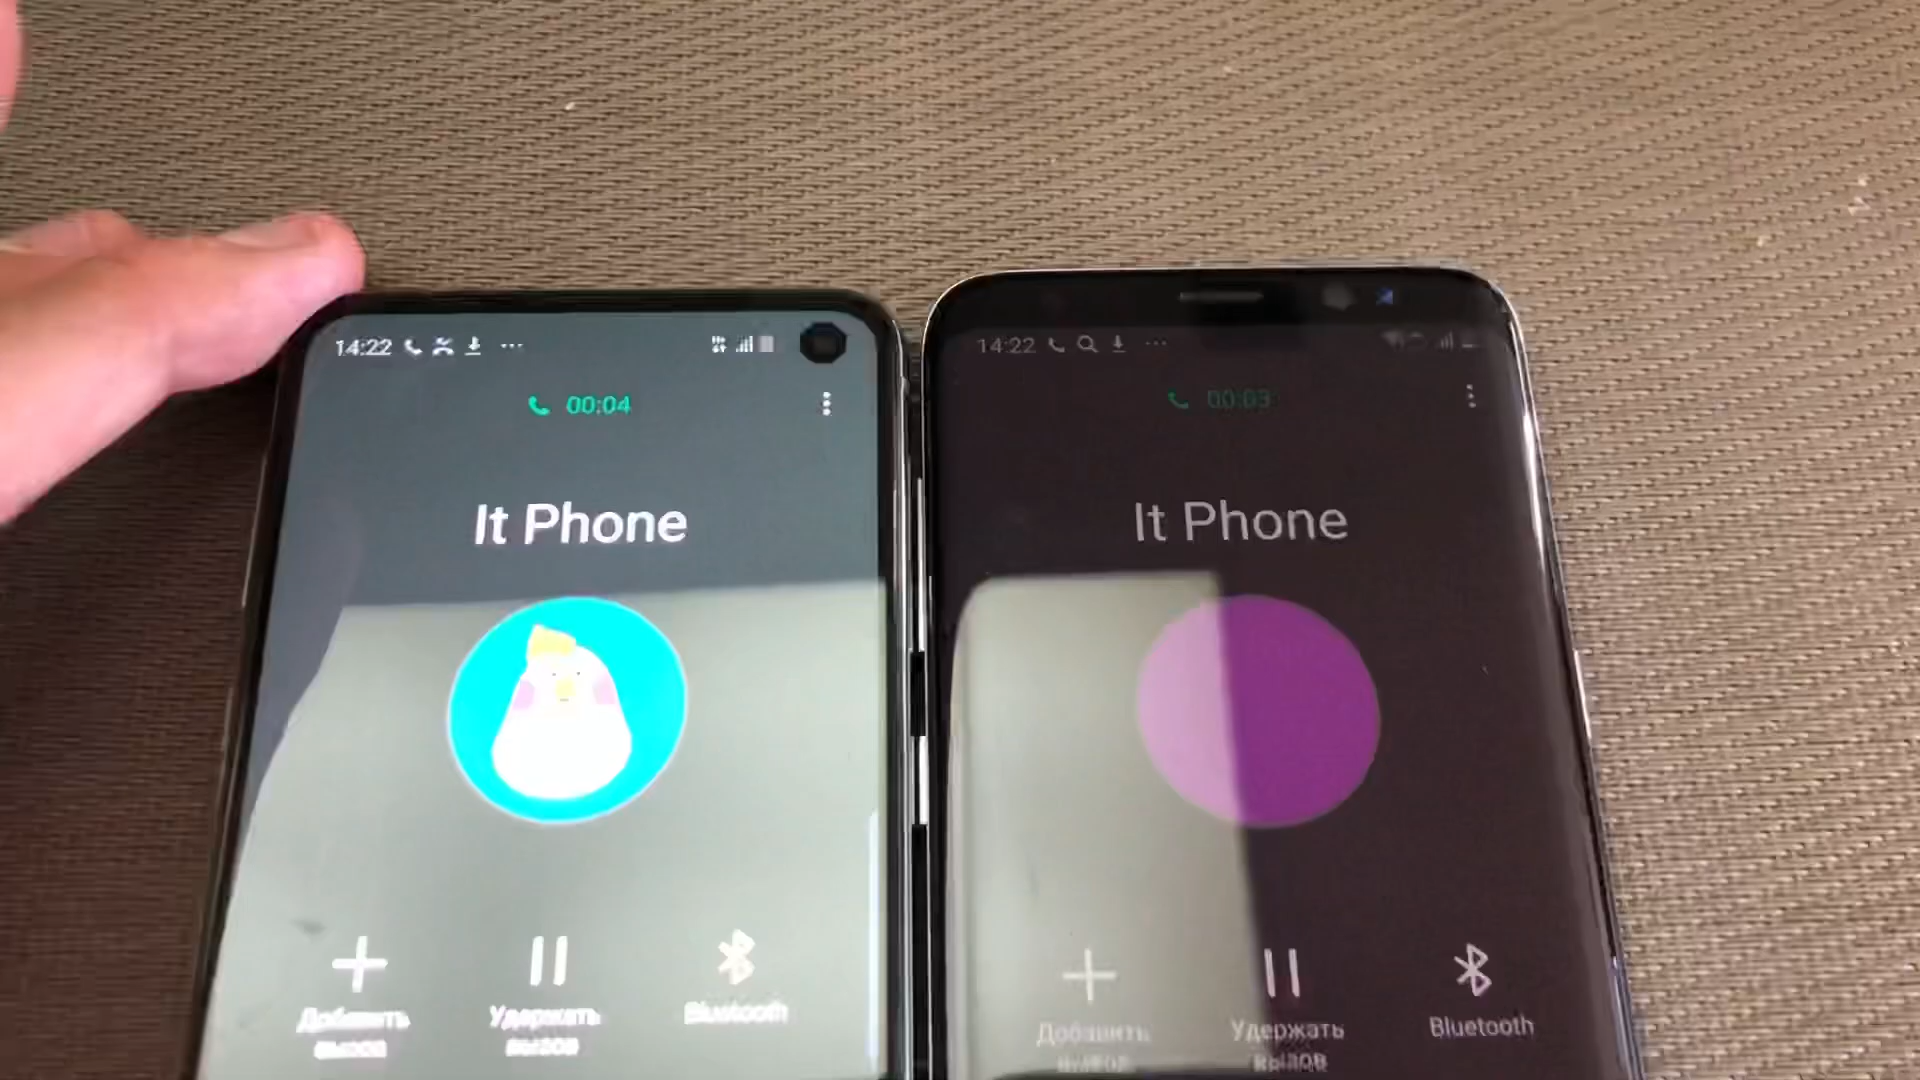 14:22
00:04
It Phone
Добавить
вызов
Удержать
вызов
Bluetooth
14:22
00:03
It Phone
Добавить
вызов
Удержать
вызов
Bluetooth